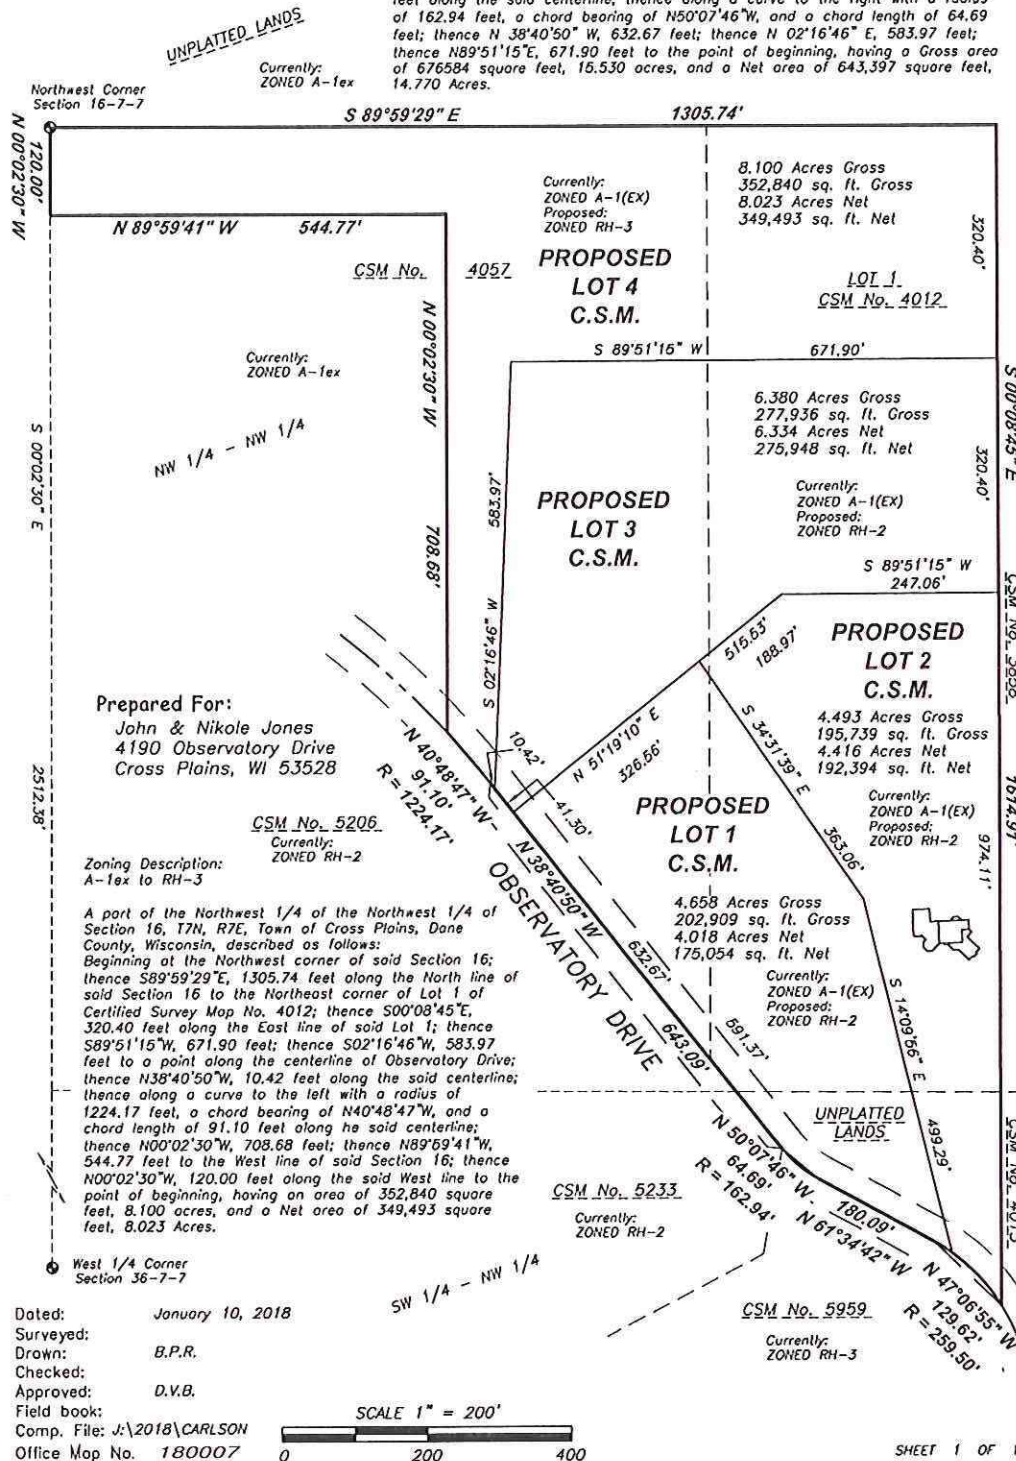 of 162.94 feet, a chord bearing of N50°07'46"W, and a chord length of 64.69
feet; thence N 38°40'50" W, 632.67 feet; thence N 02°16'46" E, 583.97 feet;
thence N89°51'15"E, 671.90 feet to the point of beginning, having a Gross area
of 676584 square feet, 15.530 acres, and a Net area of 643,397 square feet,
14.770 Acres.
UNPLATTED LANDS
Currently:
ZONED A-1ex
Northwest Corner
Section 16-7-7
S 89°59'29" E 1305.74'
120.00'
N 00°02'30" W
N 89°59'41" W 544.77'
Currently:
ZONED A-1(EX)
Proposed:
ZONED RH-3
8.100 Acres Gross
352,840 sq. ft. Gross
8.023 Acres Net
349,493 sq. ft. Net
320.40'
CSM No. 4057
PROPOSED
LOT 4
C.S.M.
LOT 1
CSM No. 4012
S 89°51'15" W 671.90'
N 00°02'30" W
708.68'
Currently:
ZONED A-1ex
NW 1/4 - NW 1/4
S 00°02'30" E
2512.38'
S 00°08'45" E
6.380 Acres Gross
277,936 sq. ft. Gross
6.334 Acres Net
275,948 sq. ft. Net
320.40'
Currently:
ZONED A-1(EX)
Proposed:
ZONED RH-2
583.97'
S 02°16'46" W
PROPOSED
LOT 3
C.S.M.
S 89°51'15" W
247.06'
CSM No.
1614.97'
515.53'
188.97'
PROPOSED
LOT 2
C.S.M.
4.493 Acres Gross
195,739 sq. ft. Gross
4.416 Acres Net
192,394 sq. ft. Net
Currently:
ZONED A-1(EX)
Proposed:
ZONED RH-2
974.11'
Prepared For:
John & Nikole Jones
4190 Observatory Drive
Cross Plains, WI 53528
10.42'
N 51°19'10" E
326.56'
S 34°31'39" E
363.06'
N 40°48'47" W
91.10'
R = 1224.17'
41.30'
PROPOSED
LOT 1
C.S.M.
4.658 Acres Gross
202,909 sq. ft. Gross
4.018 Acres Net
175,054 sq. ft. Net
Currently:
ZONED A-1(EX)
Proposed:
ZONED RH-2
CSM No. 5206
Currently:
ZONED RH-2
N 38°40'50" W
632.67'
OBSERVATORY DRIVE
643.09'
591.37'
S 14°09'56" E
499.29'
Zoning Description:
A-1ex to RH-3
A part of the Northwest 1/4 of the Northwest 1/4 of
Section 16, T7N, R7E, Town of Cross Plains, Dane
County, Wisconsin, described as follows:
Beginning at the Northwest corner of said Section 16;
thence S89°59'29"E, 1305.74 feet along the North line of
said Section 16 to the Northeast corner of Lot 1 of
Certified Survey Map No. 4012; thence S00°08'45"E,
320.40 feet along the East line of said Lot 1; thence
S89°51'15"W, 671.90 feet; thence S02°16'46"W, 583.97
feet to a point along the centerline of Observatory Drive;
thence N38°40'50"W, 10.42 feet along the said centerline;
thence along a curve to the left with a radius of
1224.17 feet, a chord bearing of N40°48'47"W, and a
chord length of 91.10 feet along he said centerline;
thence N00°02'30"W, 708.68 feet; thence N89°59'41"W,
544.77 feet to the West line of said Section 16; thence
N00°02'30"W, 120.00 feet along the said West line to the
point of beginning, having an area of 352,840 square
feet, 8.100 acres, and a Net area of 349,493 square
feet, 8.023 Acres.
UNPLATTED
LANDS
N 50°07'46" W
64.69'
R = 162.94'
180.09'
N 61°34'42" W
N 47°06'55" W
129.62'
R = 259.50'
CSM No. 5233
Currently:
ZONED RH-2
West 1/4 Corner
Section 36-7-7
SW 1/4 - NW 1/4
CSM No. 5959
Currently:
ZONED RH-3
Dated: January 10, 2018
Surveyed:
Drawn: B.P.R.
Checked:
Approved: D.V.B.
Field book:
Comp. File: J:\2018\CARLSON
Office Map No. 180007
SCALE 1" = 200'
0 200 400
SHEET 1 OF 1